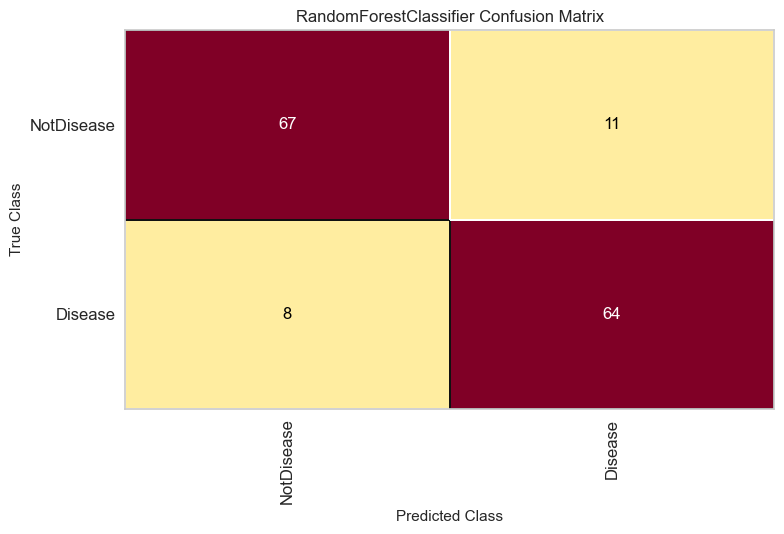 RandomForestClassifier Confusion Matrix
NotDisease
67
11
True Class
Disease
8
64
NotDisease
Disease
Predicted Class